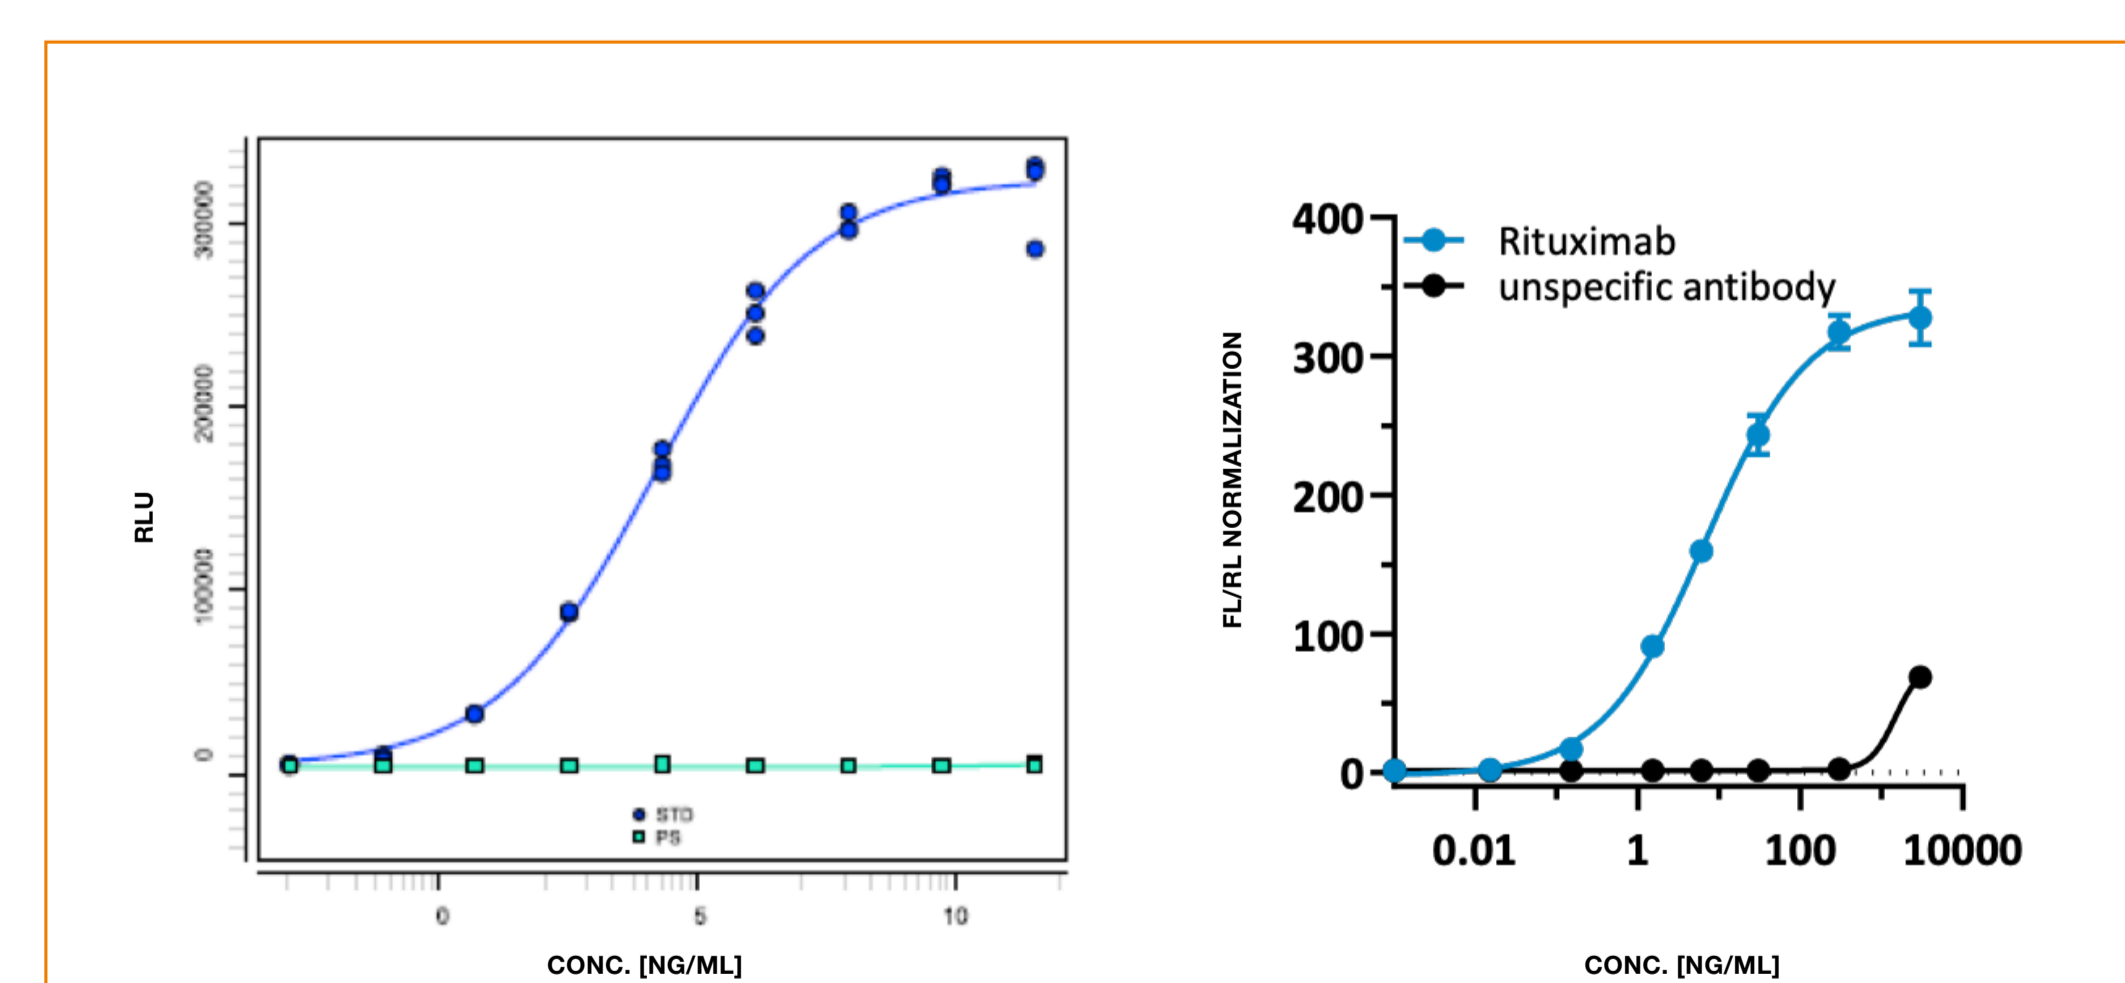 RLU
300000
200000
100000
0
STD
PS
0 5 10
CONC. [NG/ML]
FL/RL NORMALIZATION
400
300
200
100
0
Rituximab
unspecific antibody
0.01 1 100 10000
CONC. [NG/ML]